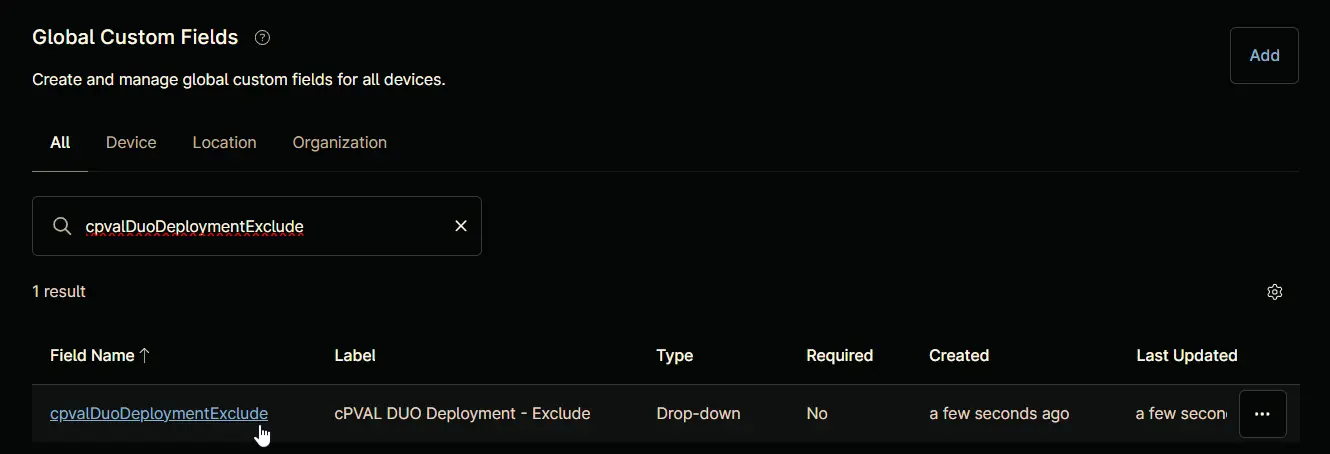 Global Custom Fields
Add
Create and manage global custom fields for all devices.
All Device Location Organization
cpvalDuoDeploymentExclude
1 result
Field Name Label Type Required Created Last Updated
cpvalDuoDeploymentExclude cPVAL DUO Deployment - Exclude Drop-down No a few seconds ago a few secon